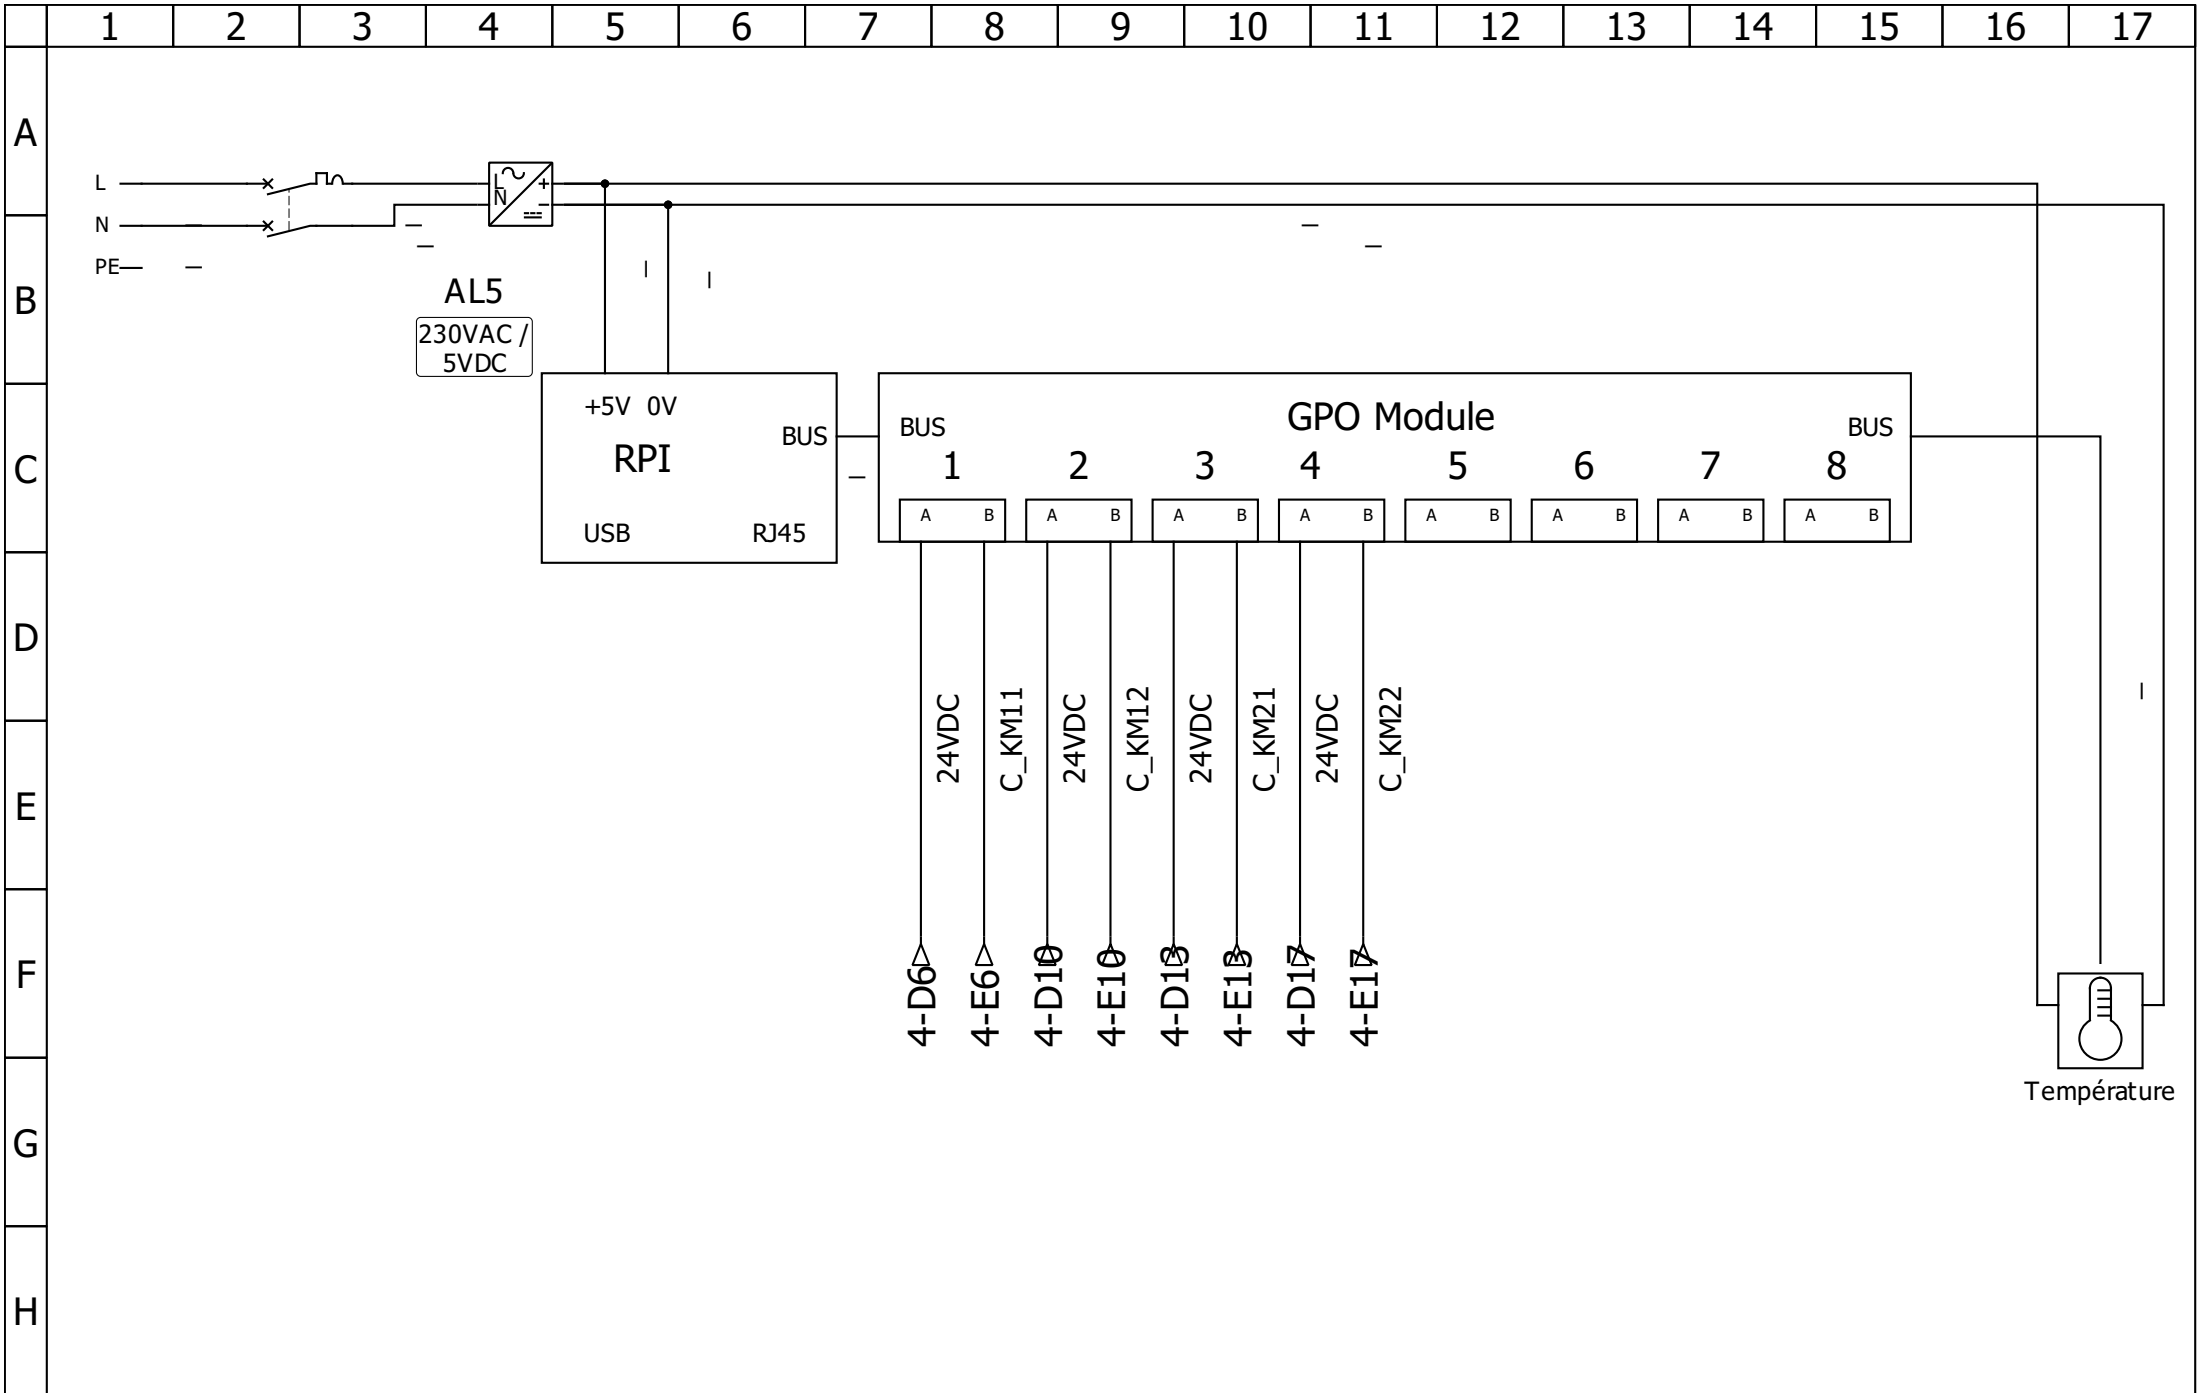 1 2 3 4 5 6 7 8 9 10 11 12 13 14 15 16 17
A
L
L + 
N -
N
PE
B
AL5
230VAC /
5VDC
+5V 0V
BUS
RPI
USB RJ45
GPO Module
BUS BUS
1 2 3 4 5 6 7 8
A B A B A B A B A B A B A B A B
C
D
24VDC
C_KM11
24VDC
C_KM12
24VDC
C_KM21
24VDC
C_KM22
E
F
4-D6
4-E6
4-D10
4-E10
4-D13
4-E13
4-D17
4-E17
Température
G
H